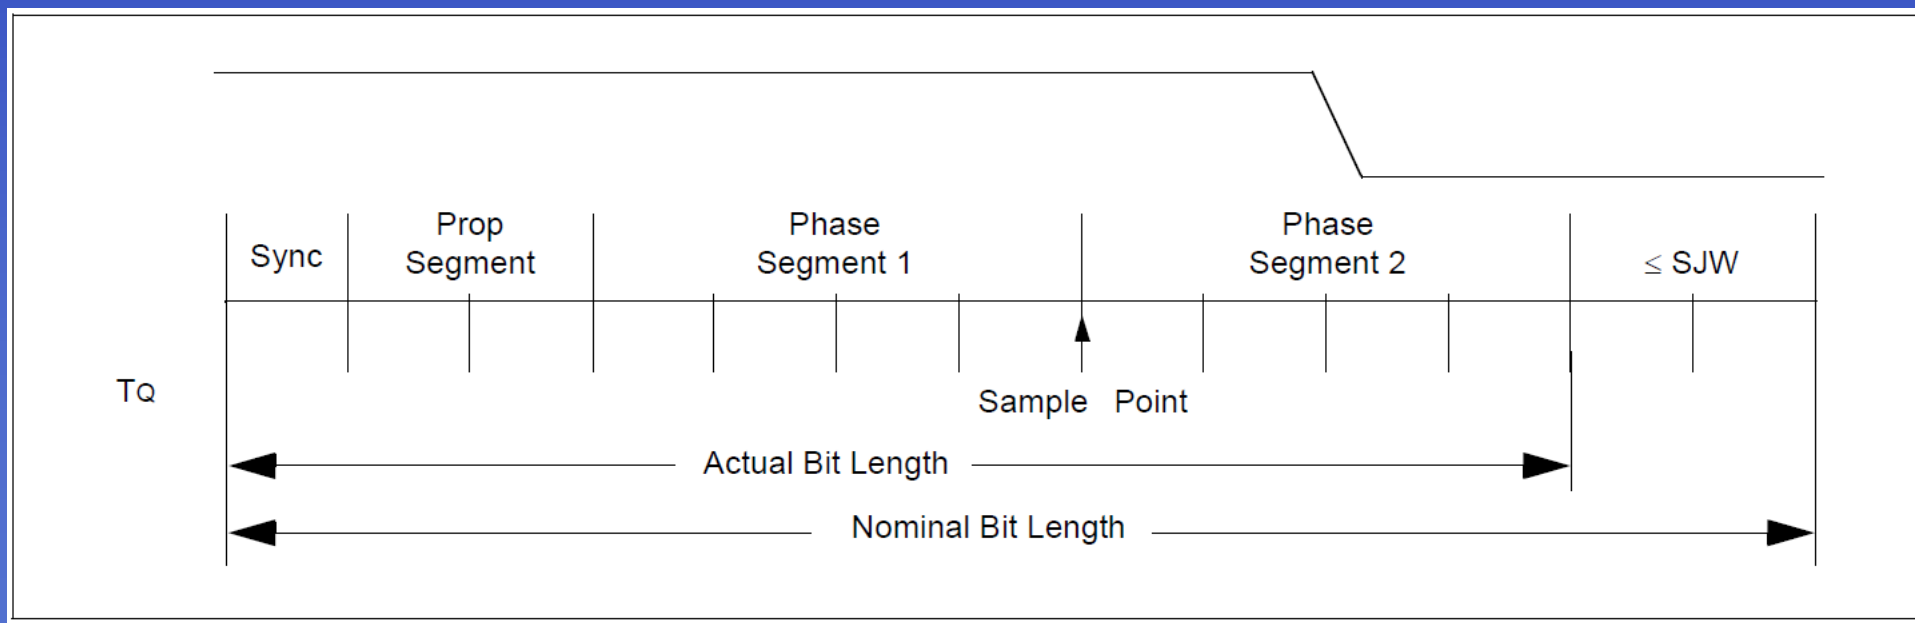 Sync
Prop
Segment
Phase
Segment 1
Phase
Segment 2
≤ SJW
TQ
Sample Point
Actual Bit Length
Nominal Bit Length